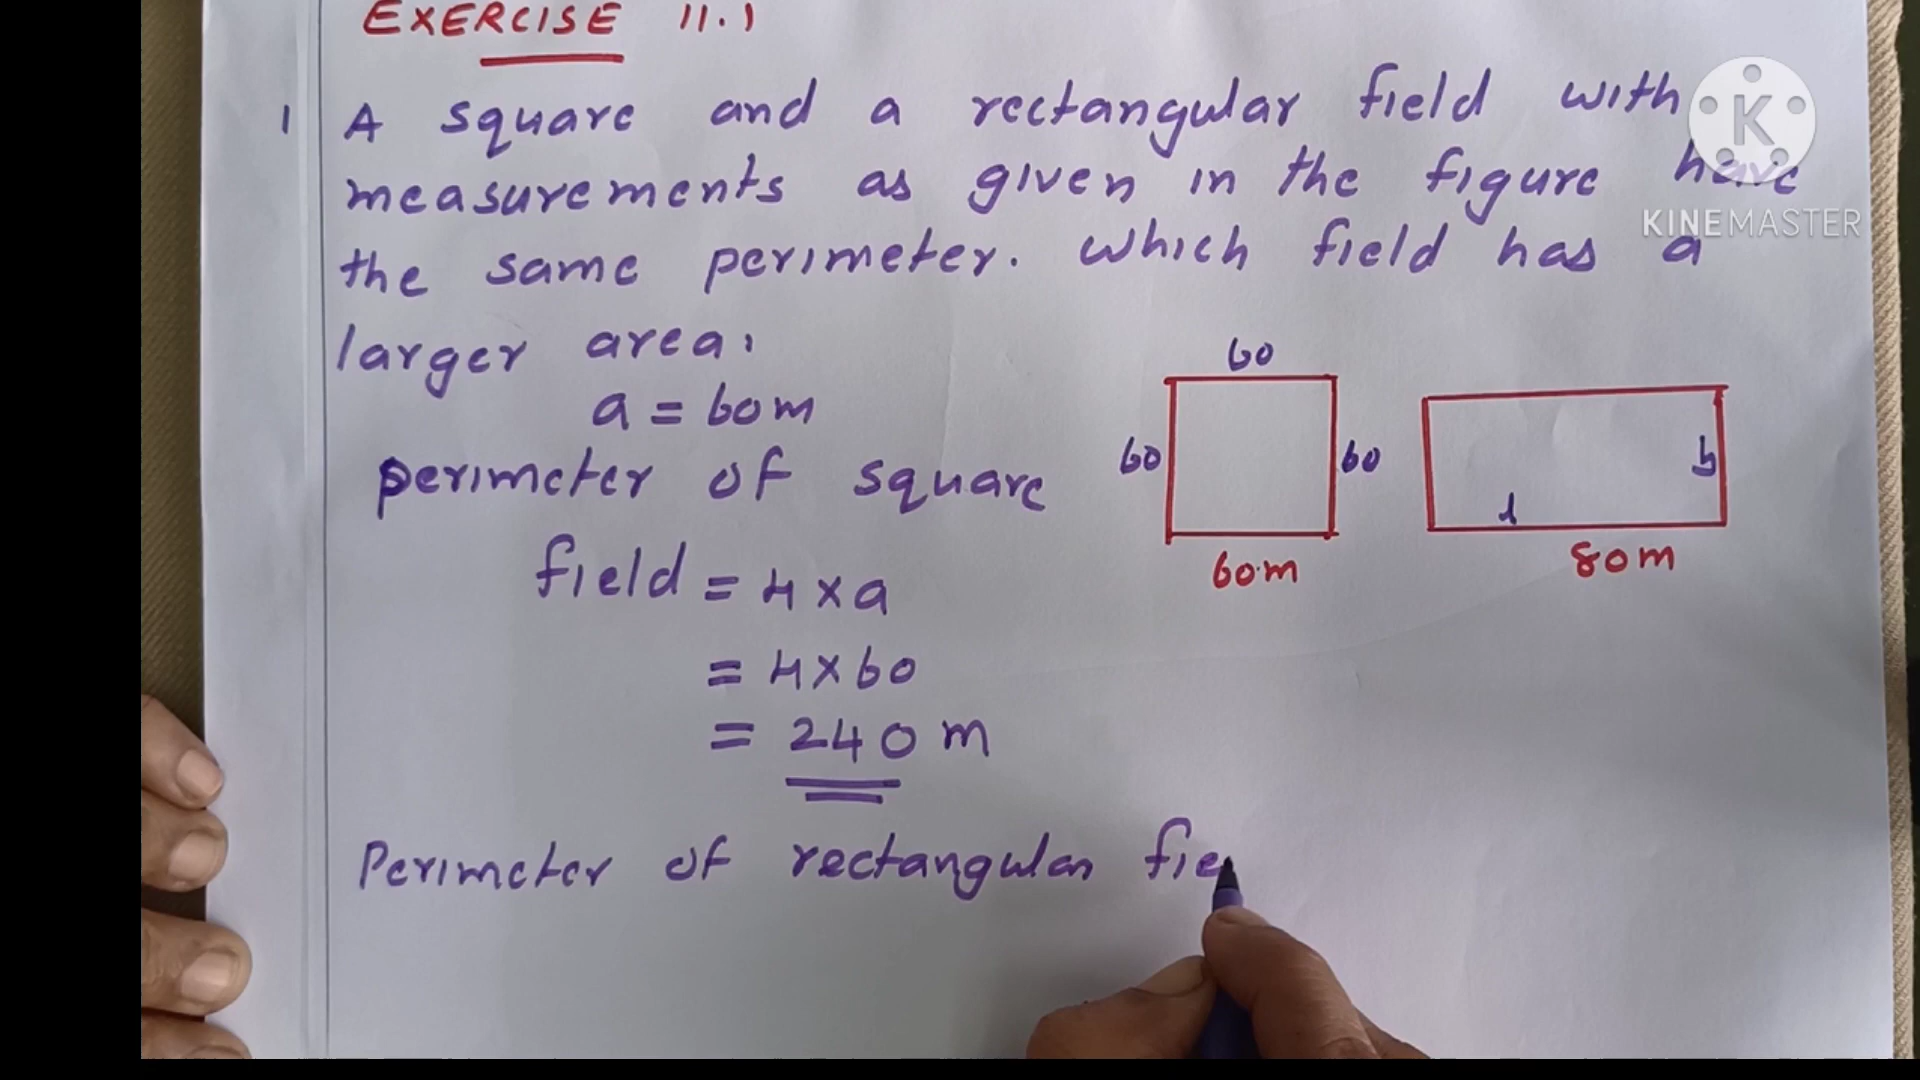 EXERCISE 11.1
1 A square and a rectangular field with
measurements as given in the figure have
the same perimeter. Which field has a
larger area.
a = 60m
perimeter of square
field = 4 × a
= 4 × 60
= 240 m
Perimeter of rectangular fie
60
60
60
60m
l
b
80m
K
KINEMASTER